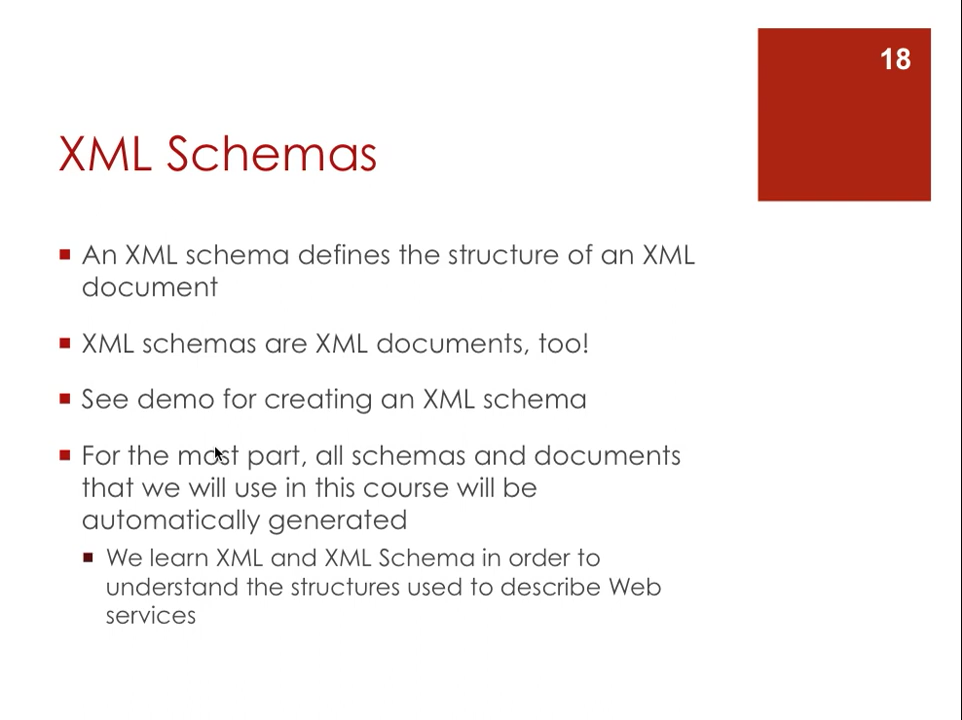 18
XML Schemas
An XML schema defines the structure of an XML
document
XML schemas are XML documents, too!
See demo for creating an XML schema
For the most part, all schemas and documents
that we will use in this course will be
automatically generated
We learn XML and XML Schema in order to
understand the structures used to describe Web
services